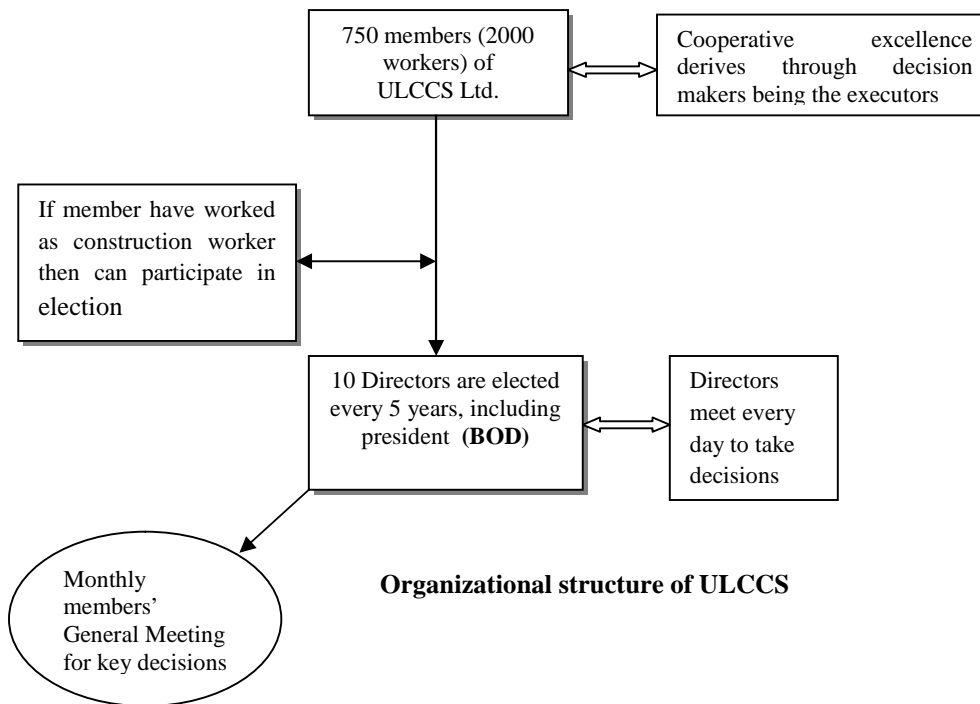 750 members (2000
workers) of
ULCCS Ltd.
Cooperative excellence
derives through decision
makers being the executors
If member have worked
as construction worker
then can participate in
election
10 Directors are elected
every 5 years, including
president (BOD)
Directors
meet every
day to take
decisions
Monthly
members’
General Meeting
for key decisions
Organizational structure of ULCCS